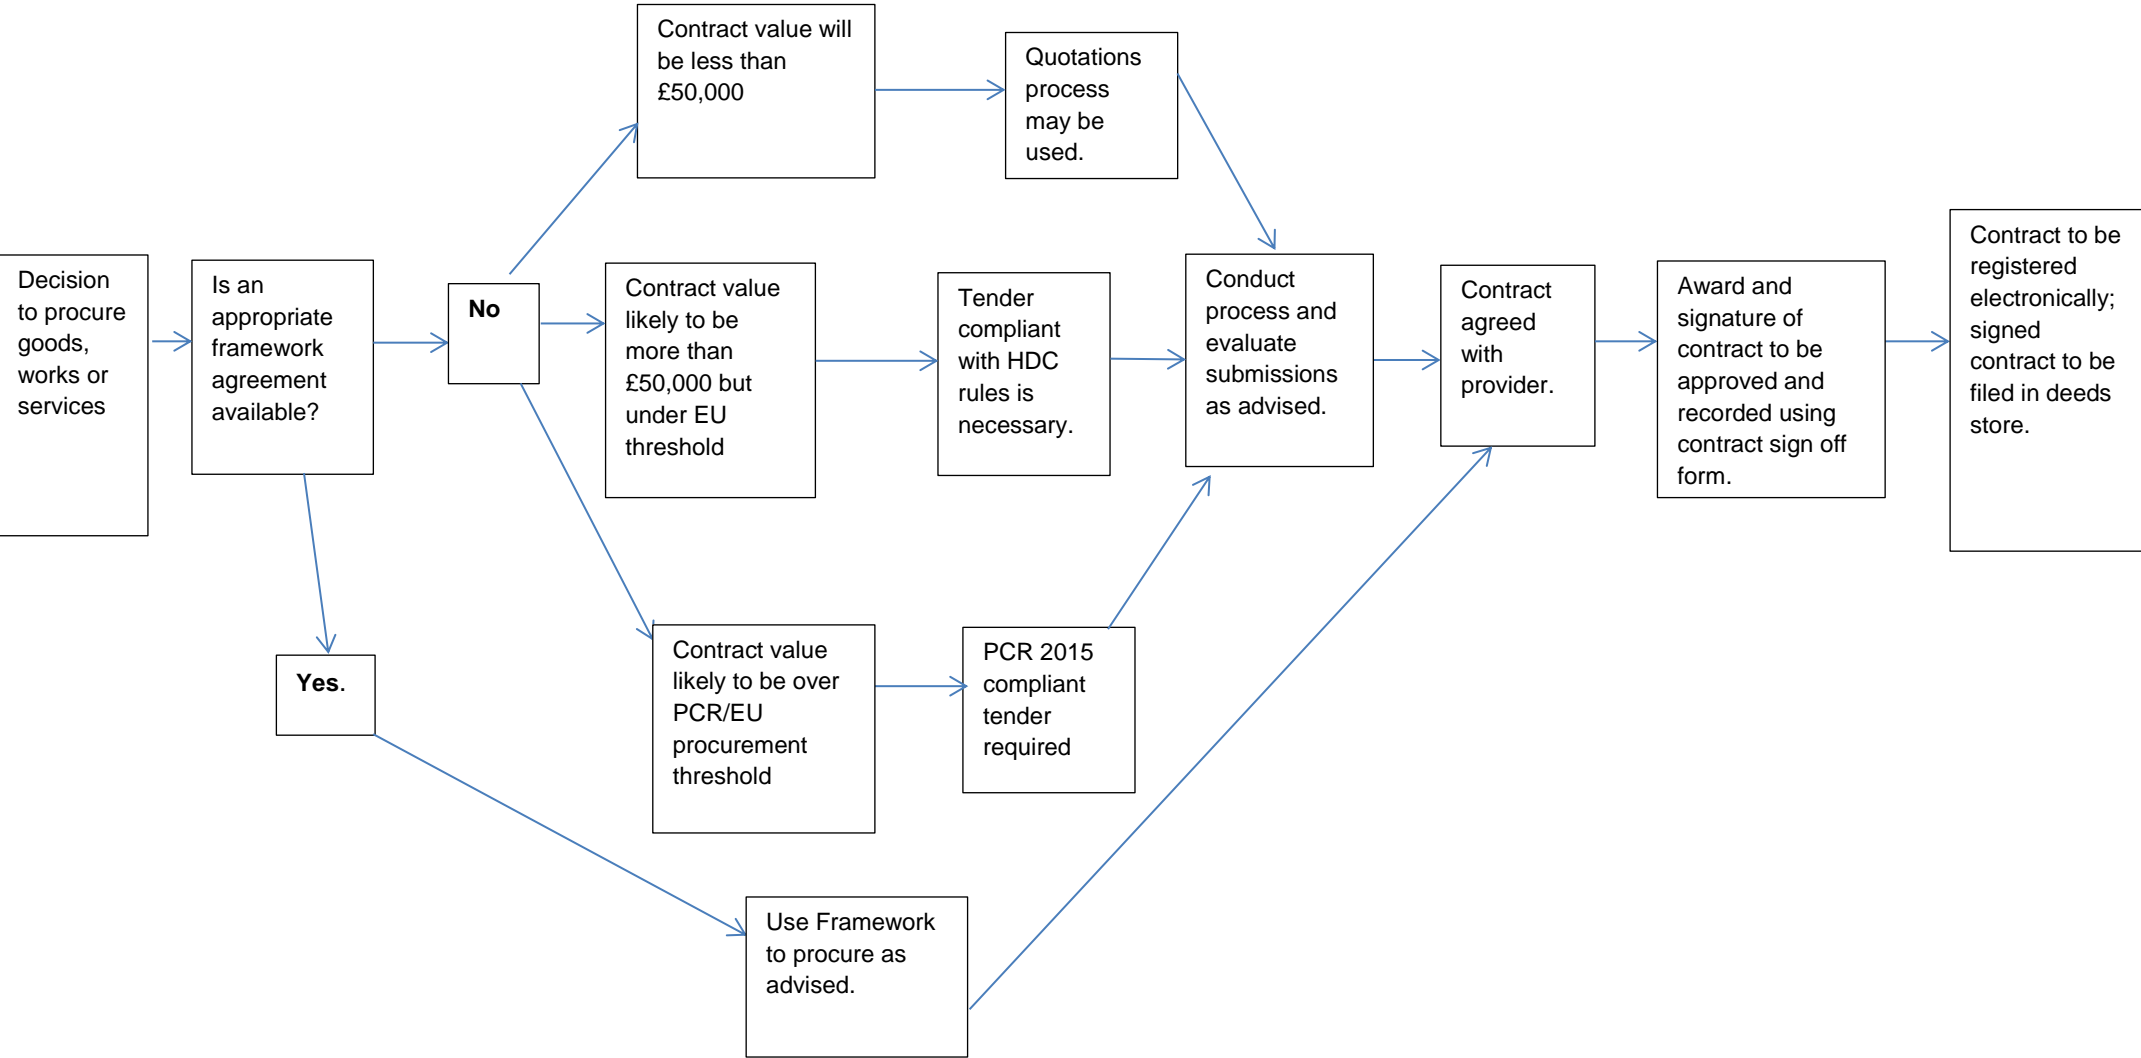 Contract value will
be less than
£50,000
Quotations
process
may be
used.
Decision
to procure
goods,
works or
services
Is an
appropriate
framework
agreement
available?
No
Contract value
likely to be
more than
£50,000 but
under EU
threshold
Tender
compliant
with HDC
rules is
necessary.
Conduct
process and
evaluate
submissions
as advised.
Contract
agreed
with
provider.
Award and
signature of
contract to be
approved and
recorded using
contract sign off
form.
Contract to be
registered
electronically;
signed
contract to be
filed in deeds
store.
Yes.
Contract value
likely to be over
PCR/EU
procurement
threshold
PCR 2015
compliant
tender
required
Use Framework
to procure as
advised.